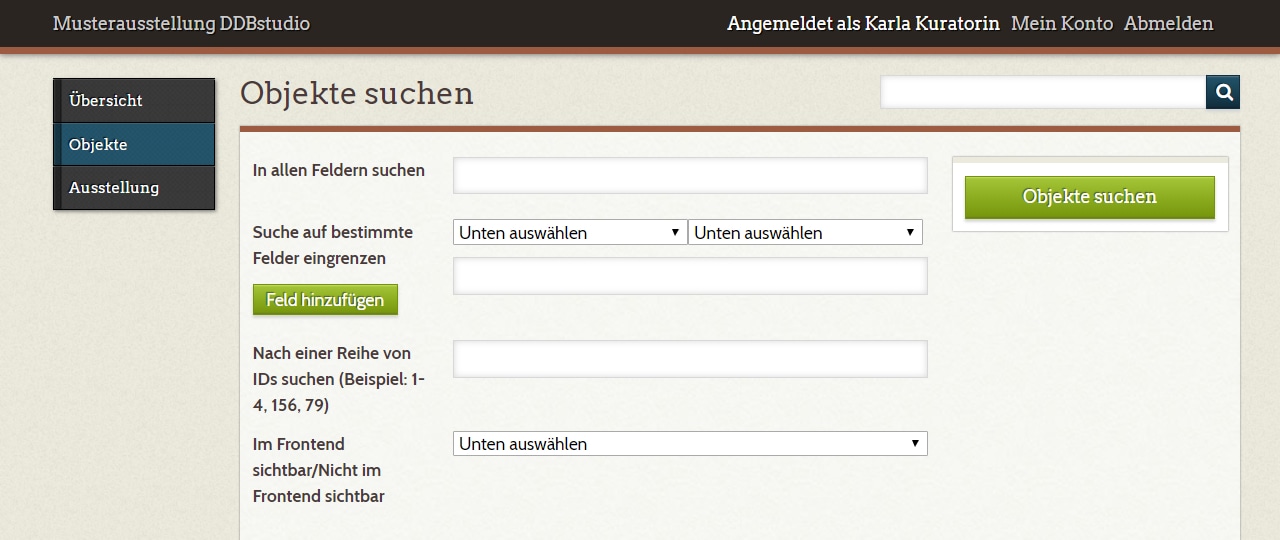 Musterausstellung DDBstudio
Angemeldet als Karla Kuratorin Mein Konto Abmelden
Übersicht
Objekte
Ausstellung
Objekte suchen
In allen Feldern suchen
Suche auf bestimmte
Felder eingrenzen
Unten auswählen
Unten auswählen
Feld hinzufügen
Nach einer Reihe von
IDs suchen (Beispiel: 1-
4, 156, 79)
Im Frontend
sichtbar/Nicht im
Frontend sichtbar
Unten auswählen
Objekte suchen